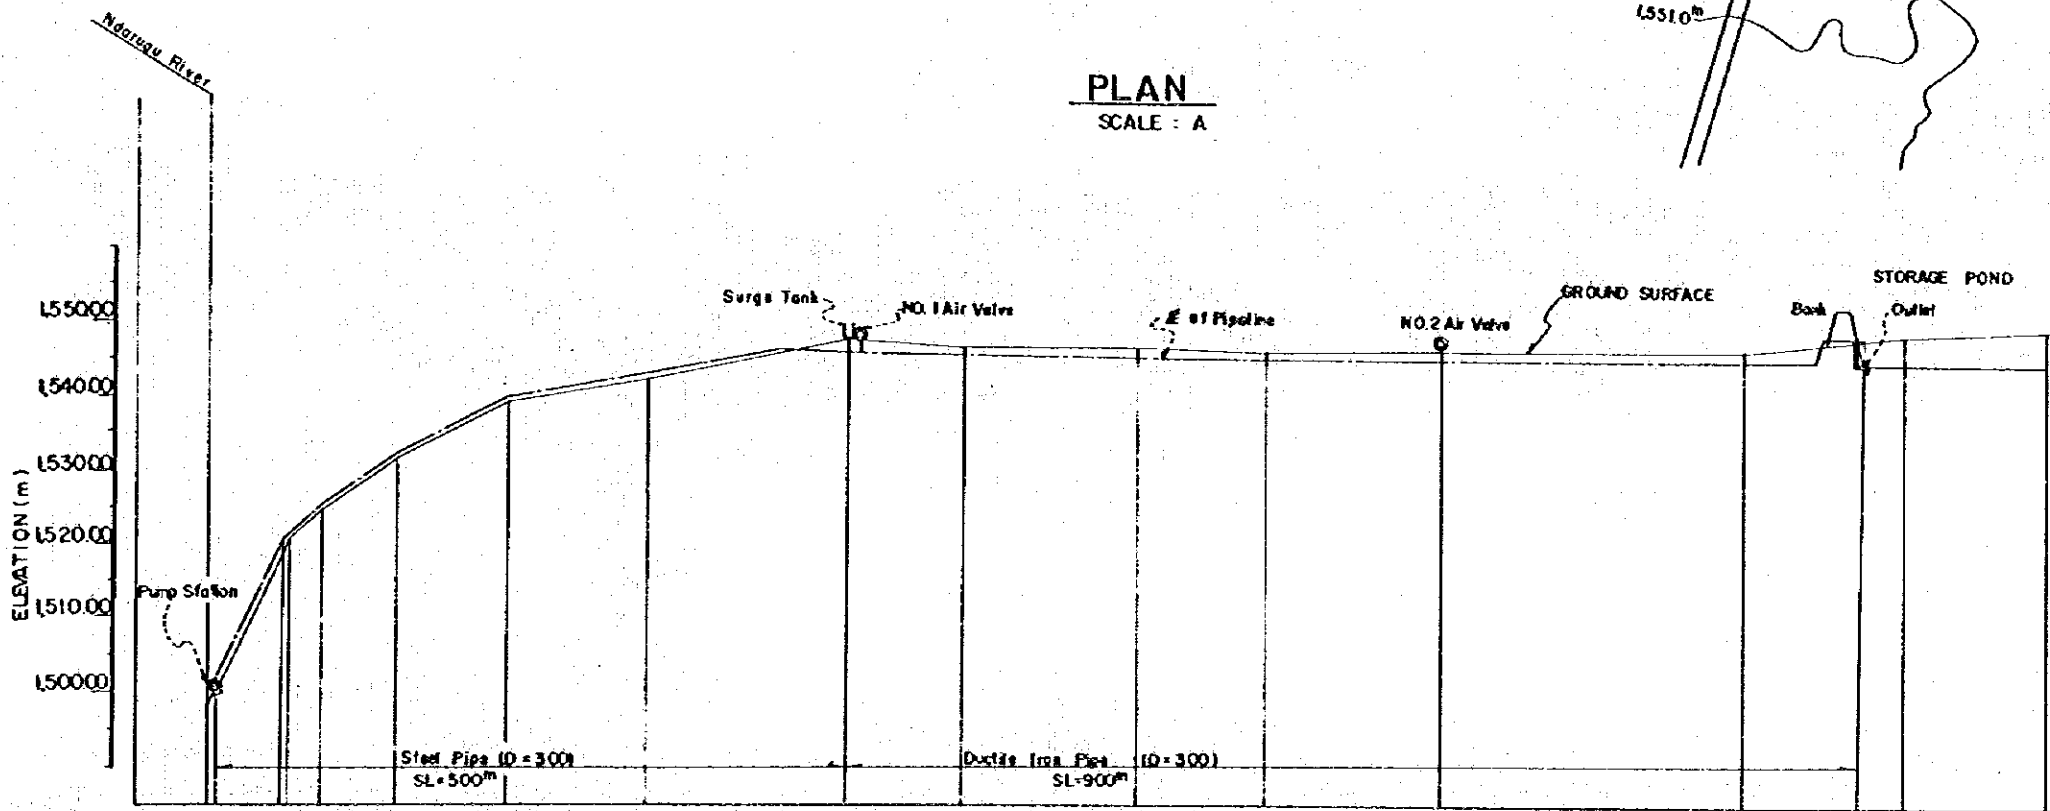 Ndarugu River
1,551.0m
PLAN
SCALE : A
STORAGE POND
Surge Tank
NO. 1 Air Valve
℄ of Pipeline
GROUND SURFACE
Bank
Outlet
NO.2 Air Valve
1,550.00
1,540.00
1,530.00
1,520.00
1,510.00
1,500.00
ELEVATION (m)
Pump Station
Steel Pipe (D=300)
SL=500m
Ductile Iron Pipe (D=300)
SL=900m